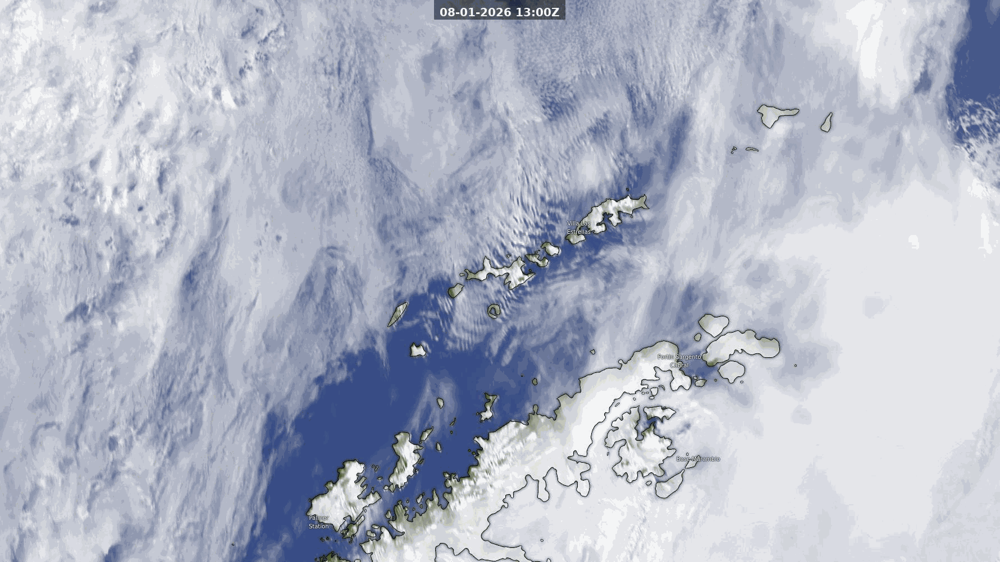 08-01-2026 13:00Z
Villa Las
Estrellas
Fortín Sargento
Cabral
Base Marambio
Palmer
Station